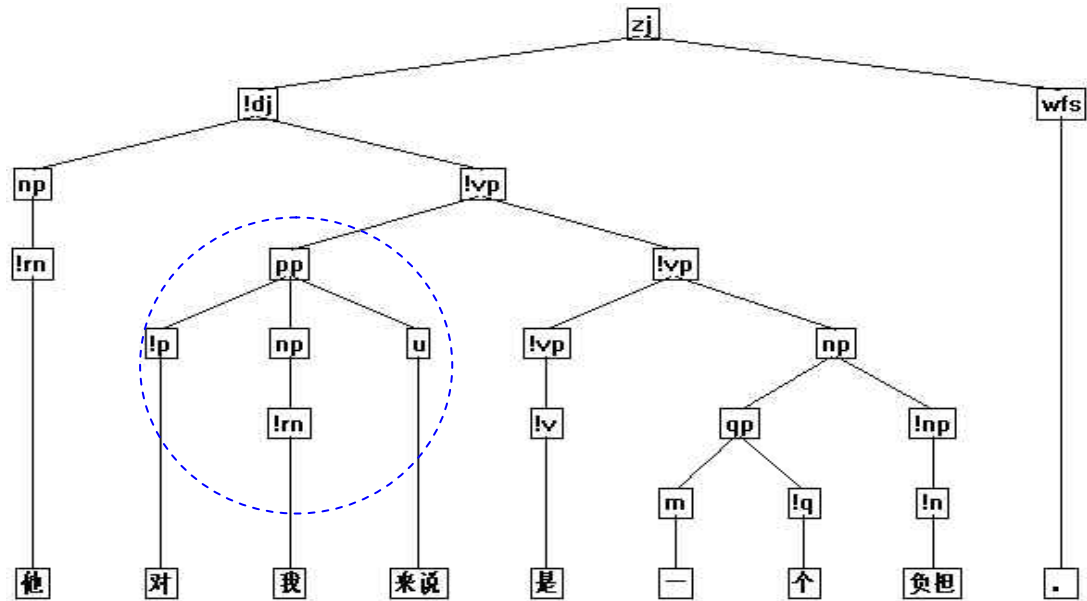 zj
!dj wfs
np !vp
!rn pp !vp
!p np u !vp np
!rn !v qp !np
m !q !n
他 对 我 来说 是 一 个 负担 .